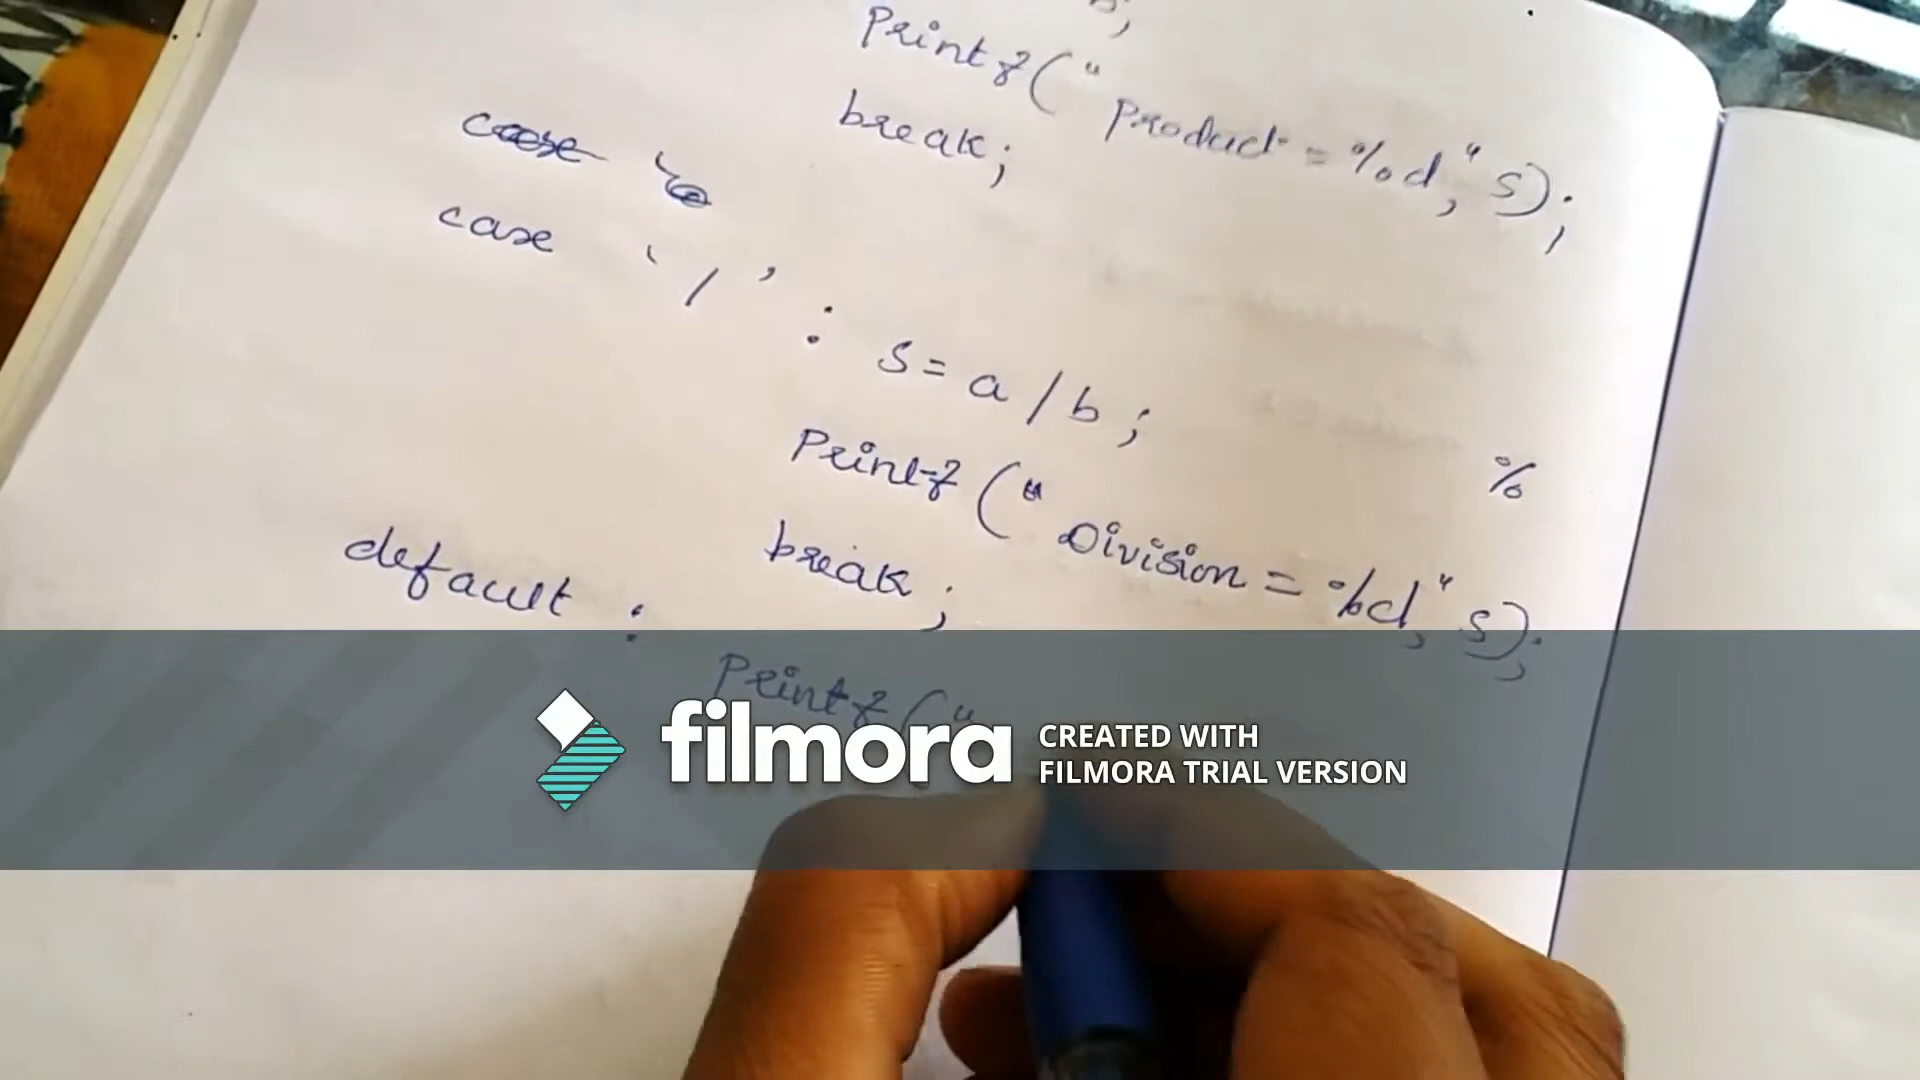 Printf(" Product = %d," s);
break;
case
case '/' : s = a / b ;
%
Printf (" Division = %d," s);
break ;
default :
Printf ("
filmora
CREATED WITH
FILMORA TRIAL VERSION